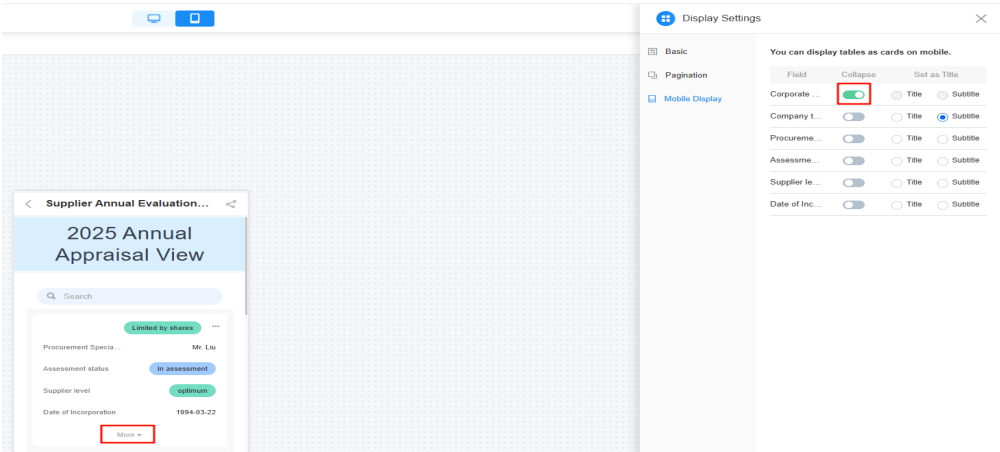 Display Settings
Basic
Pagination
Mobile Display
You can display tables as cards on mobile.
Field Collapse Set as Title
Corporate ... Title Subtitle
Company t... Title Subtitle
Procureme... Title Subtitle
Assessme... Title Subtitle
Supplier le... Title Subtitle
Date of Inc... Title Subtitle
Supplier Annual Evaluation...
2025 Annual
Appraisal View
Search
Limited by shares ...
Procurement Specia... Mr. Liu
Assessment status In assessment
Supplier level optimum
Date of Incorporation 1994-03-22
More